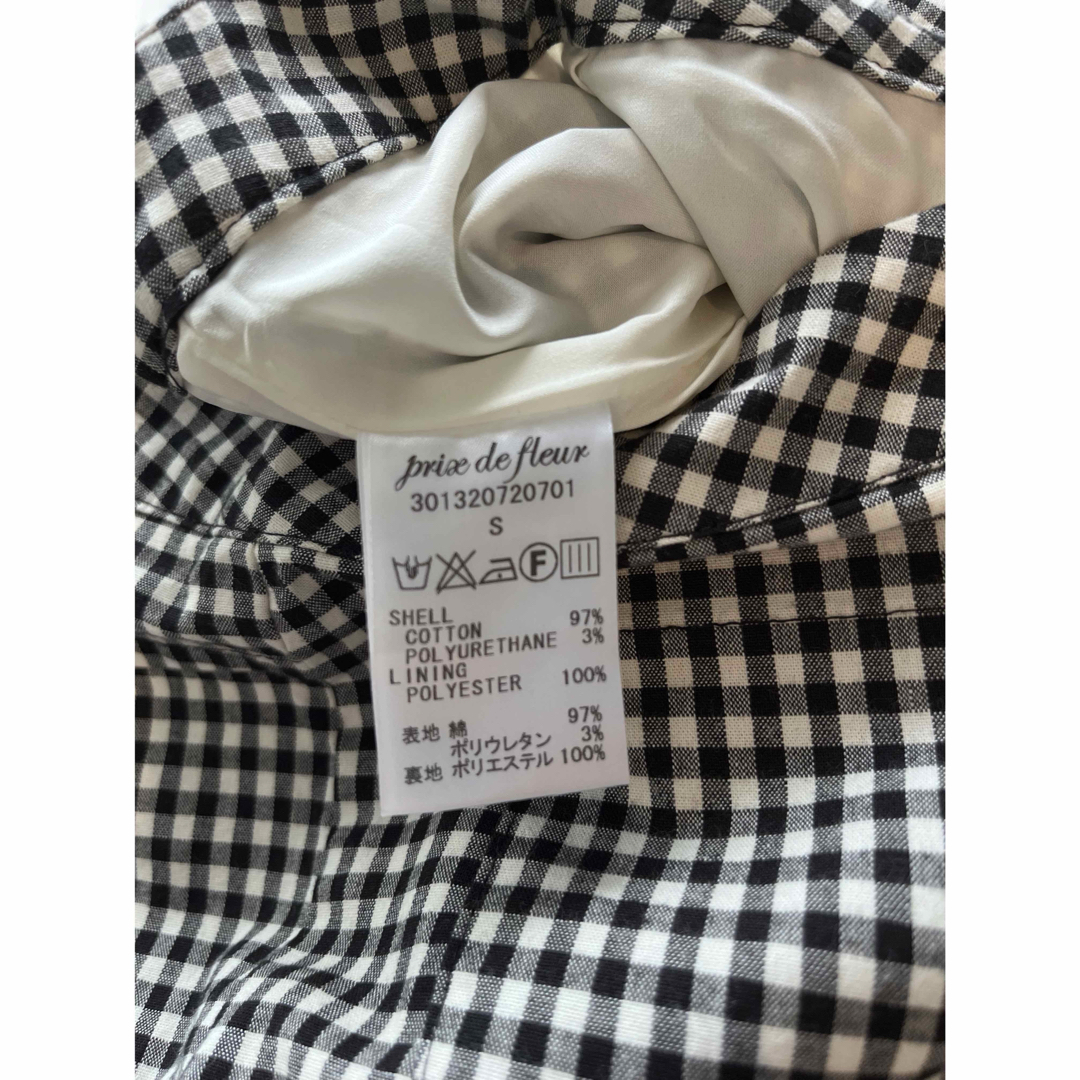 prix de fleur
301320720701
S
F
SHELL
COTTON 97%
POLYURETHANE 3%
LINING
POLYESTER 100%
表地 綿 97%
ポリウレタン 3%
裏地 ポリエステル 100%